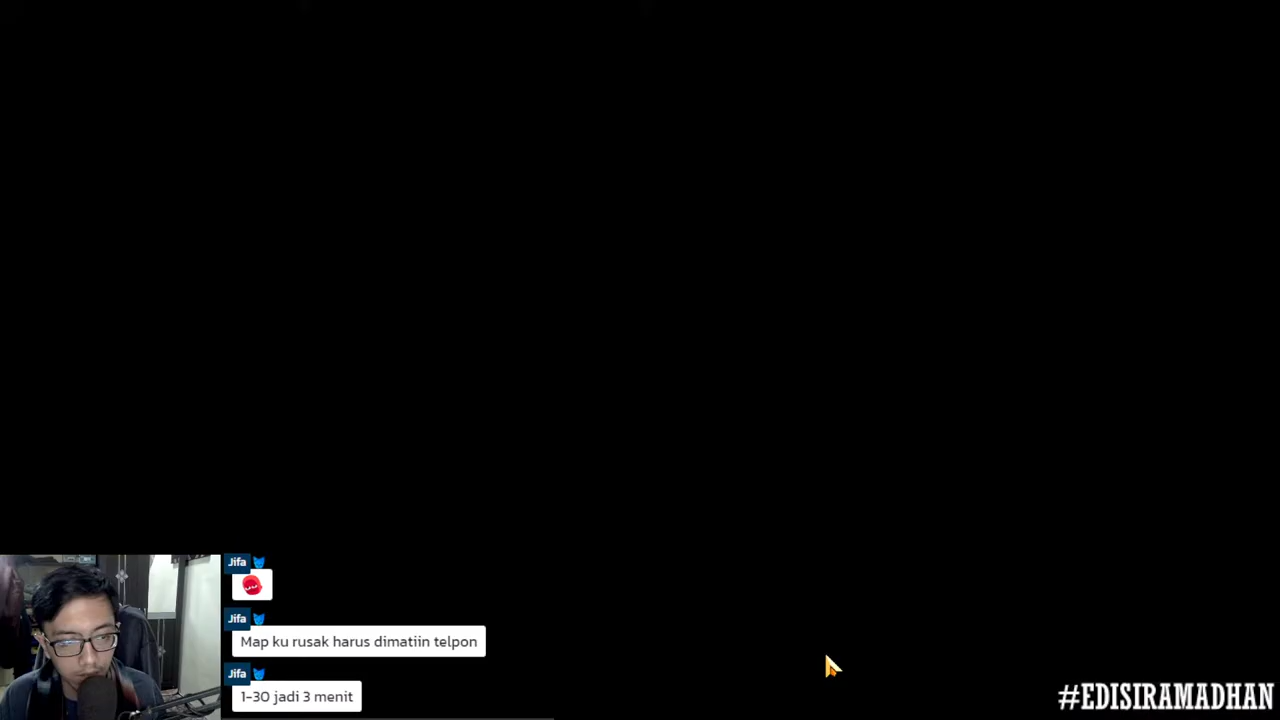 Jifa
Jifa
Map ku rusak harus dimatiin telpon
Jifa
1-30 jadi 3 menit
#EDISIRAMADHAN